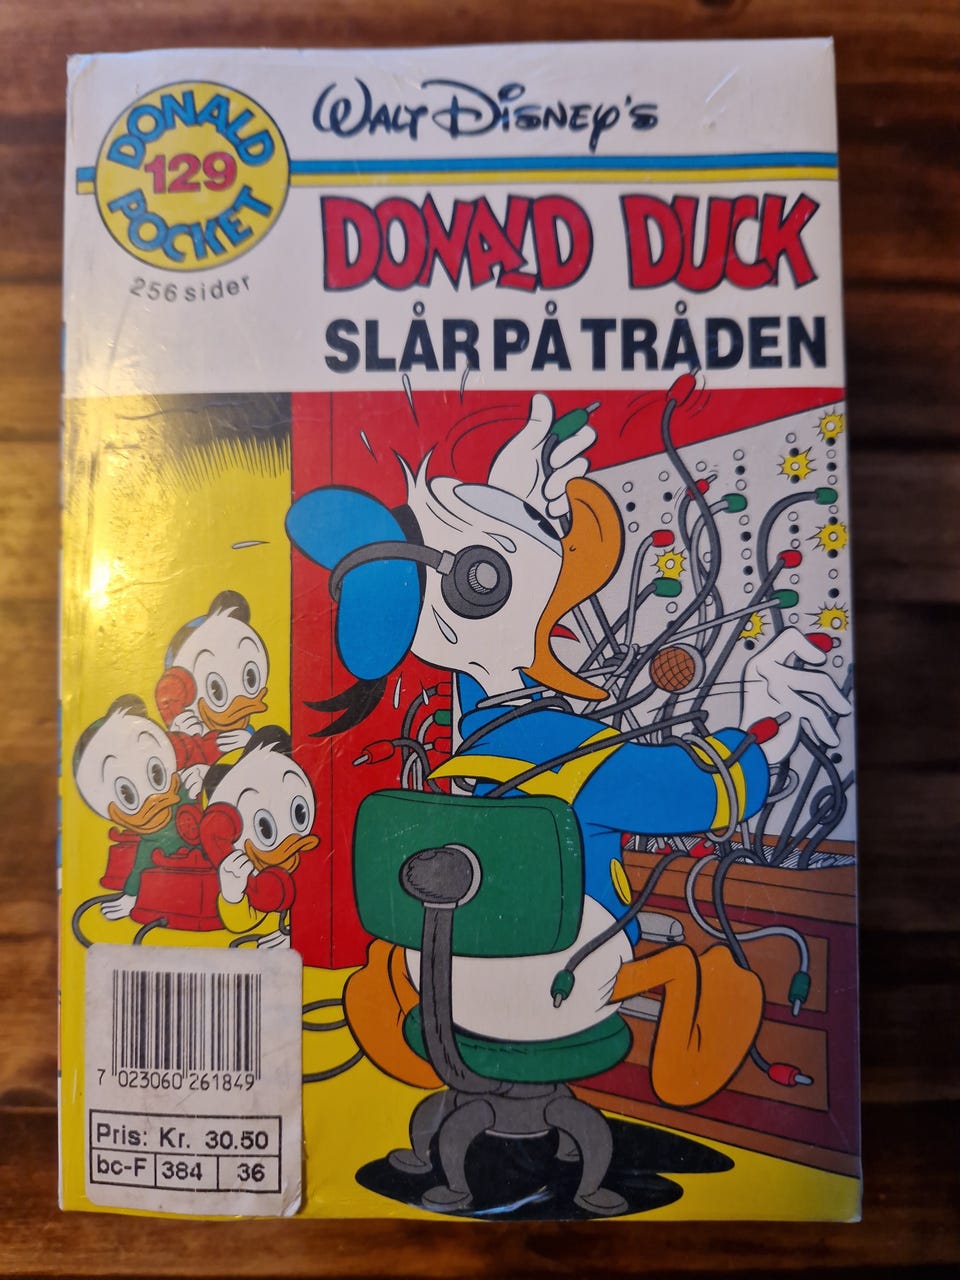 WALT DISNEY'S
DONALD
129
POCKET
256 sider
DONALD DUCK
SLÅR PÅ TRÅDEN
7 023060 261849
Pris: Kr. 30.50
bc-F 384 36